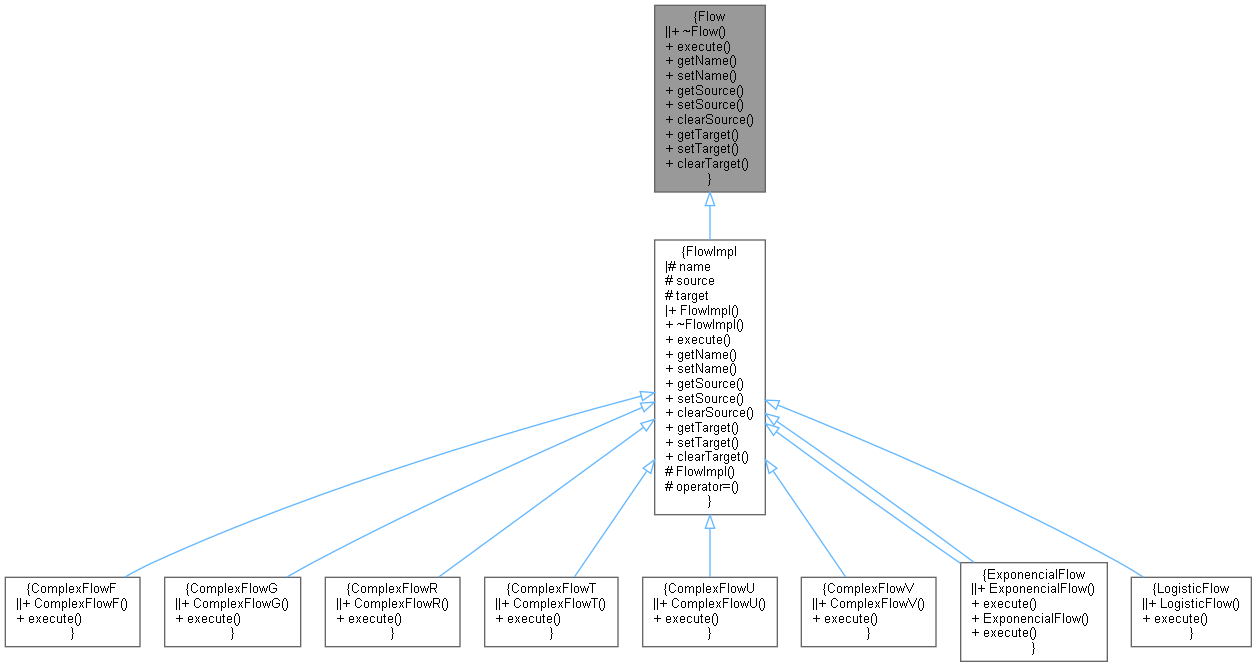 {Flow
||+ ~Flow()
+ execute()
+ getName()
+ setName()
+ getSource()
+ setSource()
+ clearSource()
+ getTarget()
+ setTarget()
+ clearTarget()
}
{FlowImpl
|# name
# source
# target
|+ FlowImpl()
+ ~FlowImpl()
+ execute()
+ getName()
+ setName()
+ getSource()
+ setSource()
+ clearSource()
+ getTarget()
+ setTarget()
+ clearTarget()
# FlowImpl()
# operator=()
}
{ComplexFlowF
||+ ComplexFlowF()
+ execute()
}
{ComplexFlowG
||+ ComplexFlowG()
+ execute()
}
{ComplexFlowR
||+ ComplexFlowR()
+ execute()
}
{ComplexFlowT
||+ ComplexFlowT()
+ execute()
}
{ComplexFlowU
||+ ComplexFlowU()
+ execute()
}
{ComplexFlowV
||+ ComplexFlowV()
+ execute()
}
{ExponencialFlow
||+ ExponencialFlow()
+ execute()
+ ExponencialFlow()
+ execute()
}
{LogisticFlow
||+ LogisticFlow()
+ execute()
}